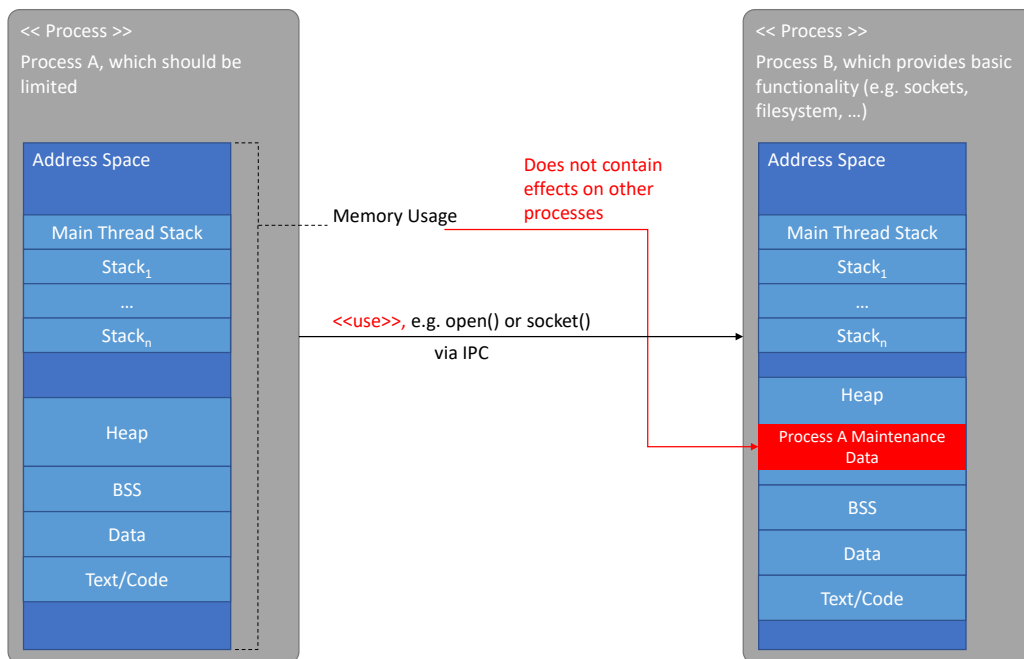 << Process >>
Process A, which should be
limited
Address Space
Main Thread Stack
Stack1
...
Stackn
Heap
BSS
Data
Text/Code
Memory Usage
Does not contain
effects on other
processes
<<use>>, e.g. open() or socket()
via IPC
<< Process >>
Process B, which provides basic
functionality (e.g. sockets,
filesystem, ...)
Address Space
Main Thread Stack
Stack1
...
Stackn
Heap
Process A Maintenance
Data
BSS
Data
Text/Code